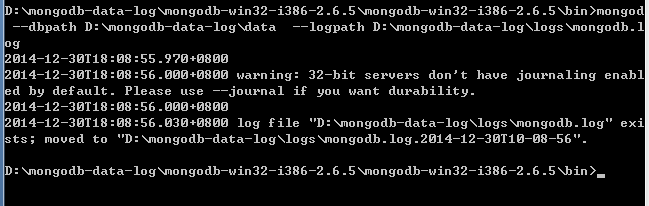 D:\mongodb-data-log\mongodb-win32-i386-2.6.5\mongodb-win32-i386-2.6.5\bin>mongod
 --dbpath D:\mongodb-data-log\data  --logpath D:\mongodb-data-log\logs\mongodb.l
og
2014-12-30T18:08:55.970+0800
2014-12-30T18:08:56.000+0800 warning: 32-bit servers don't have journaling enabl
ed by default. Please use --journal if you want durability.
2014-12-30T18:08:56.000+0800
2014-12-30T18:08:56.030+0800 log file "D:\mongodb-data-log\logs\mongodb.log" exi
sts; moved to "D:\mongodb-data-log\logs\mongodb.log.2014-12-30T10-08-56".
D:\mongodb-data-log\mongodb-win32-i386-2.6.5\mongodb-win32-i386-2.6.5\bin>_